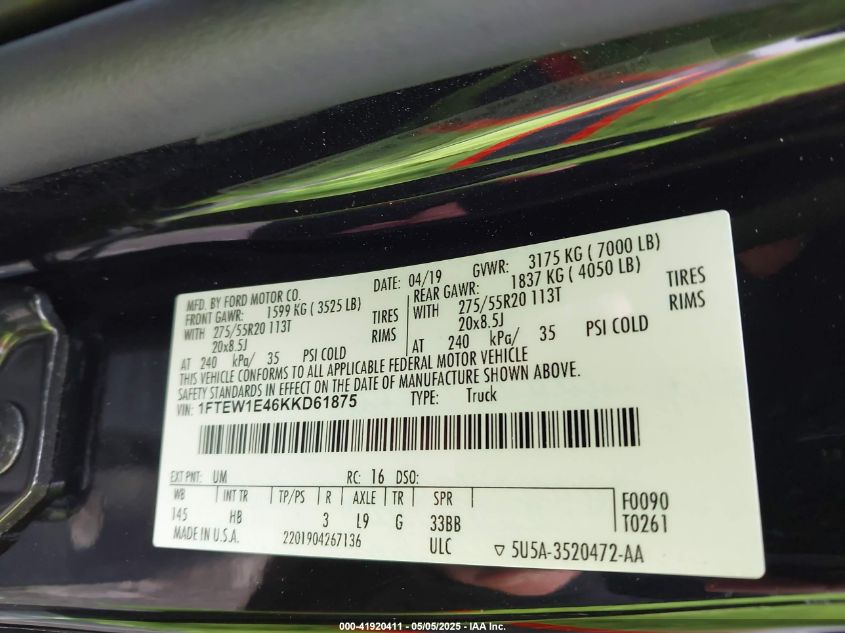 MFD. BY FORD MOTOR CO. DATE: 04/19 GVWR: 3175 KG ( 7000 LB)
FRONT GAWR: 1599 KG ( 3525 LB) REAR GAWR: 1837 KG ( 4050 LB)
WITH 275/55R20 113T TIRES WITH 275/55R20 113T TIRES
20x8.5J RIMS 20x8.5J RIMS
AT 240 kPa/ 35 PSI COLD AT 240 kPa/ 35 PSI COLD
THIS VEHICLE CONFORMS TO ALL APPLICABLE FEDERAL MOTOR VEHICLE
SAFETY STANDARDS IN EFFECT ON THE DATE OF MANUFACTURE SHOWN ABOVE.
VIN: 1FTEW1E46KKD61875 TYPE: Truck
EXT PNT: UM RC: 16 DSO:
WB INT TR TP/PS R AXLE TR SPR F0090
145 HB 3 L9 G 33BB T0261
MADE IN U.S.A. 2201904267136 ULC 5U5A-3520472-AA
000-41920411 - 05/05/2025 - IAA Inc.